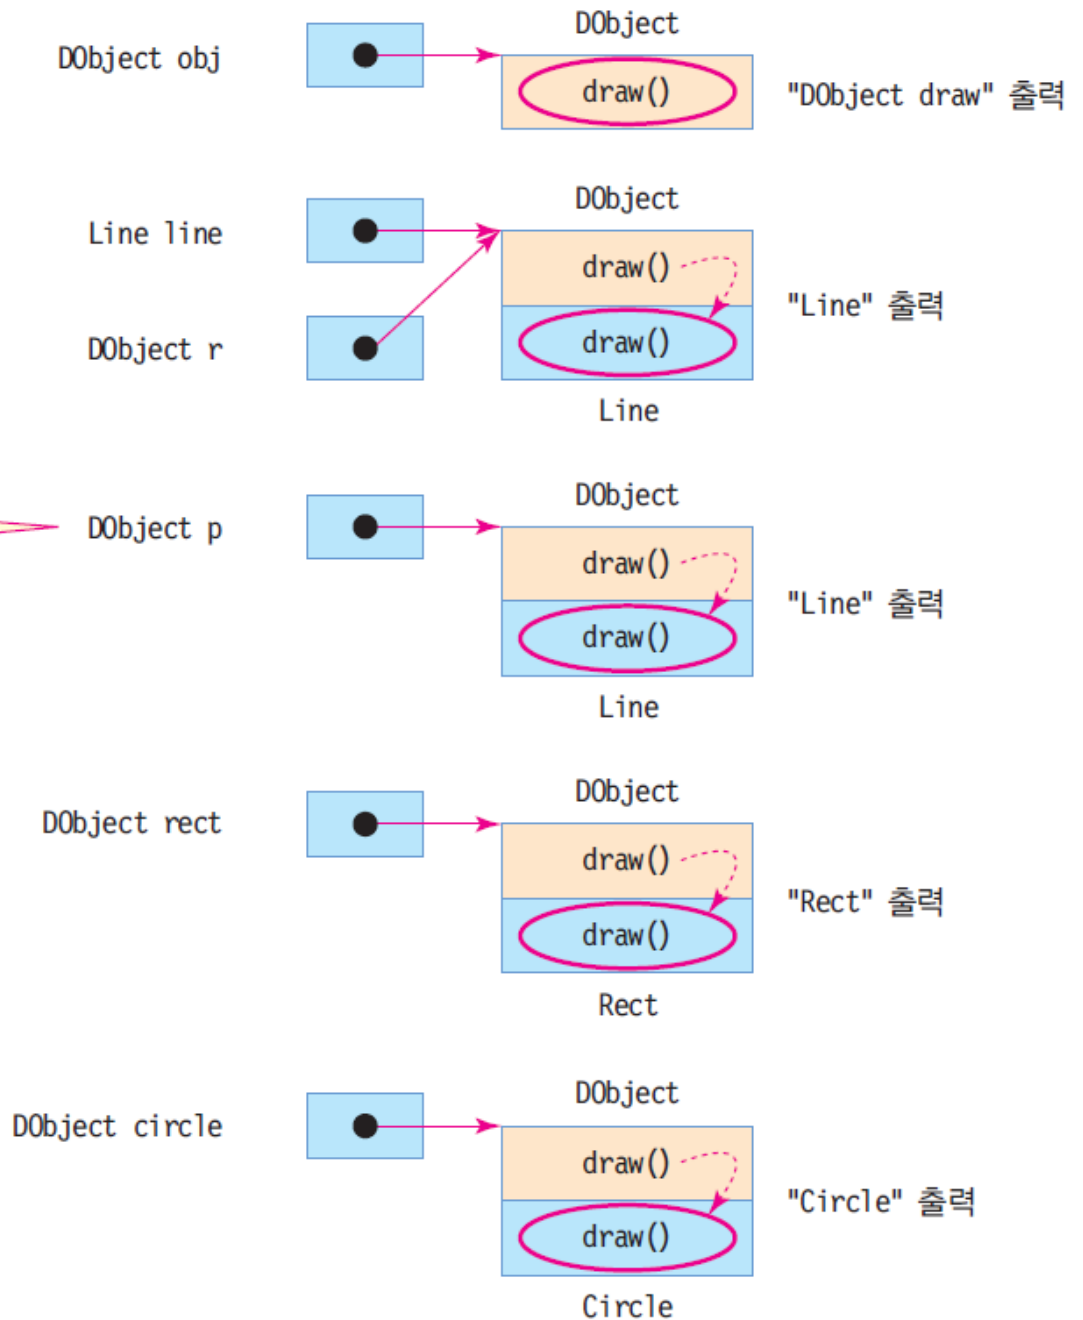 DObject
DObject obj
draw()
"DObject draw" 출력
DObject
Line line
draw()
"Line" 출력
DObject r
draw()
Line
DObject
DObject p
draw()
"Line" 출력
draw()
Line
DObject
DObject rect
draw()
"Rect" 출력
draw()
Rect
DObject
DObject circle
draw()
"Circle" 출력
draw()
Circle